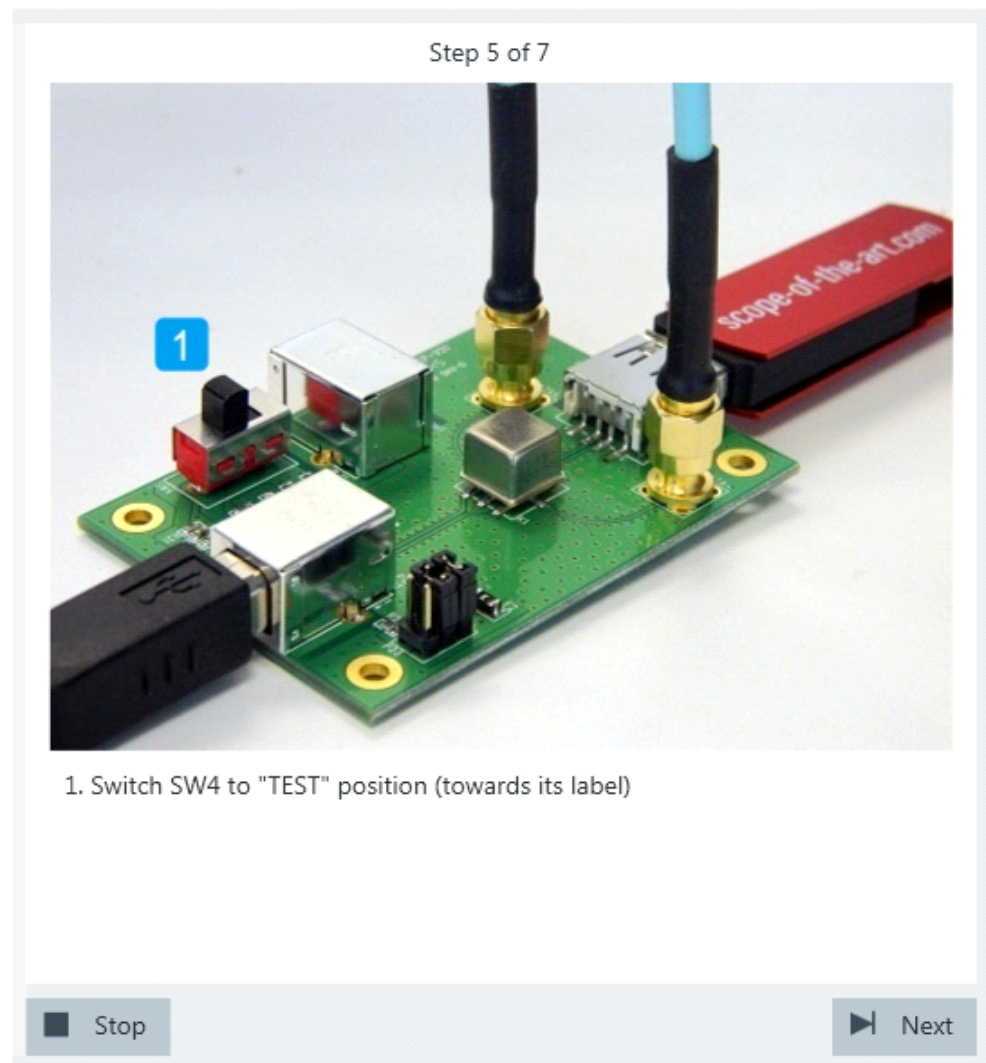 Step 5 of 7
scope-of-the-art.com
1
1. Switch SW4 to "TEST" position (towards its label)
Stop
Next